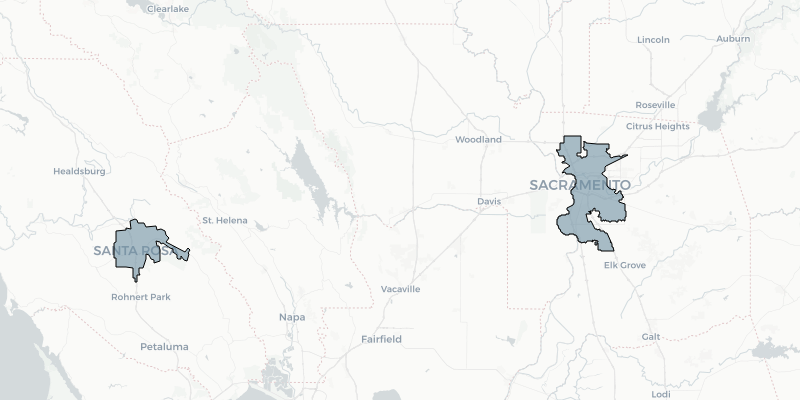 Clearlake
Lincoln
Auburn
Roseville
Citrus Heights
Woodland
Healdsburg
SACRAMENTO
Davis
St. Helena
SANTA ROSA
Elk Grove
Vacaville
Rohnert Park
Napa
Fairfield
Galt
Petaluma
Lodi